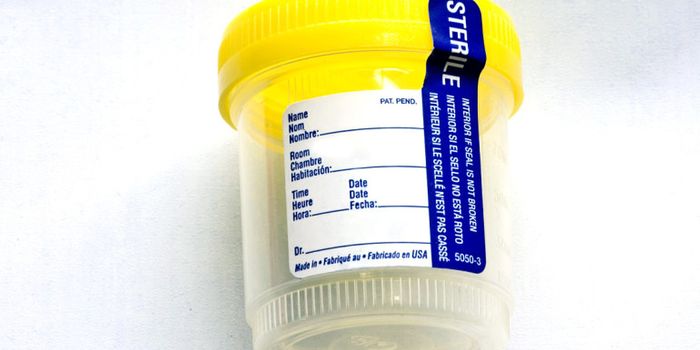 PAT. PEND.
Name
Nom
Nombre:
Room
Chambre
Habitación:
Time Date
Heure Date
Hora: Fecha:
Dr.
Made in • Fabriqué au • Fabricado en USA
STERILE
INTERIOR IF SEAL IS NOT BROKEN
INTERIOR SI EL SELLO NO ESTÁ ROTO
INTÉRIEUR SI LE SCELLÉ N'EST PAS CASSÉ
5050-3